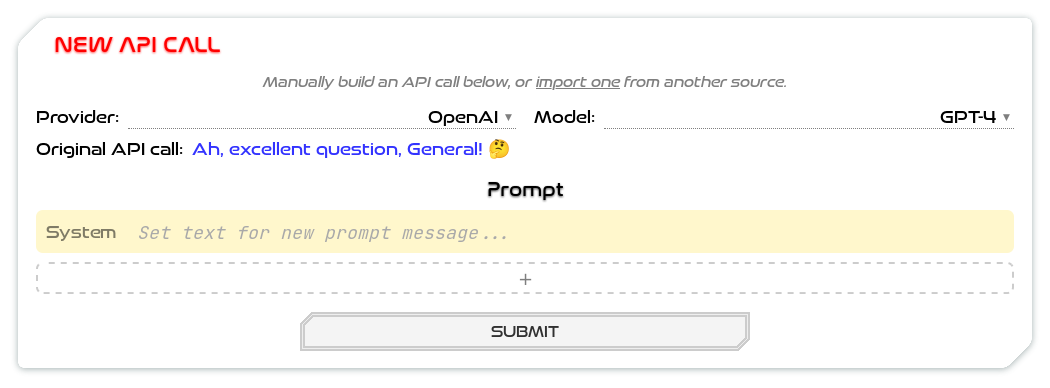 NEW API CALL
Manually build an API call below, or import one from another source.
Provider: OpenAI ▼ Model: GPT-4 ▼
Original API call: Ah, excellent question, General! 🤔
Prompt
System Set text for new prompt message...
+
SUBMIT